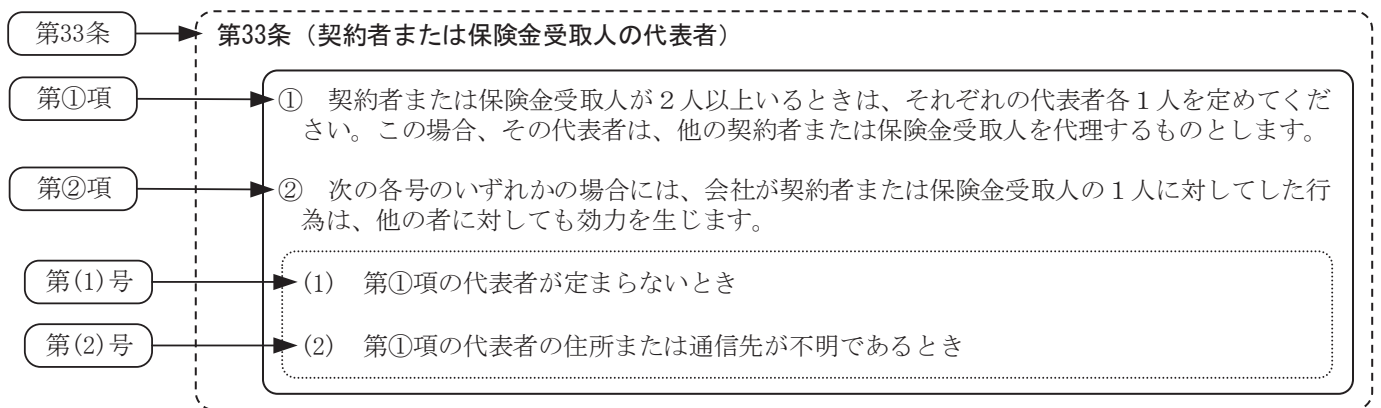 第33条
第33条（契約者または保険金受取人の代表者）
第①項
① 契約者または保険金受取人が２人以上いるときは、それぞれの代表者各１人を定めてくだ
さい。この場合、その代表者は、他の契約者または保険金受取人を代理するものとします。
第②項
② 次の各号のいずれかの場合には、会社が契約者または保険金受取人の１人に対してした行
為は、他の者に対しても効力を生じます。
第(1)号
(1) 第①項の代表者が定まらないとき
第(2)号
(2) 第①項の代表者の住所または通信先が不明であるとき